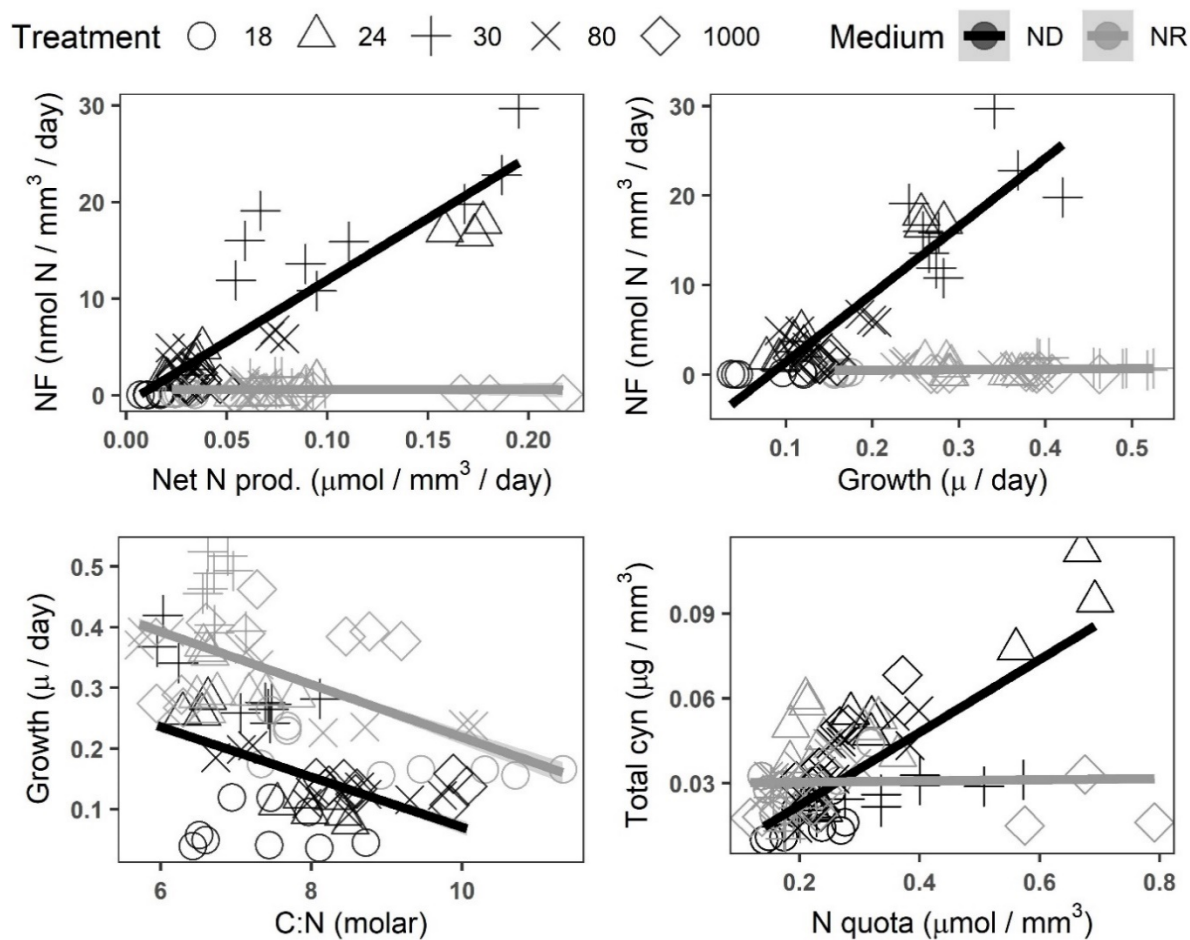 Treatment 18 24 30 80 1000 Medium ND NR
NF (nmol N / mm³ / day)
30
20
10
0
0.00 0.05 0.10 0.15 0.20
Net N prod. (μmol / mm³ / day)
NF (nmol N / mm³ / day)
30
20
10
0
0.1 0.2 0.3 0.4 0.5
Growth (μ / day)
Growth (μ / day)
0.5
0.4
0.3
0.2
0.1
6 8 10
C:N (molar)
Total cyn (μg / mm³)
0.09
0.06
0.03
0.2 0.4 0.6 0.8
N quota (μmol / mm³)